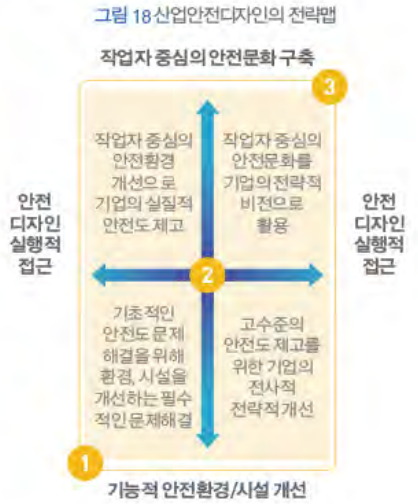 그림 18 산업안전디자인의 전략맵
작업자 중심의 안전문화 구축
3
작업자 중심의
안전환경
개선으로
기업의 실질적
안전도 제고
작업자 중심의
안전문화를
기업의 전략적
비전으로
활용
안전
디자인
실행적
접근
안전
디자인
실행적
접근
2
기초적인
안전도 문제
해결을 위해
환경, 시설을
개선하는 필수
적인 문제해결
고수준의
안전도 제고를
위한 기업의
전사적
전략적 개선
1
기능적 안전환경/시설 개선